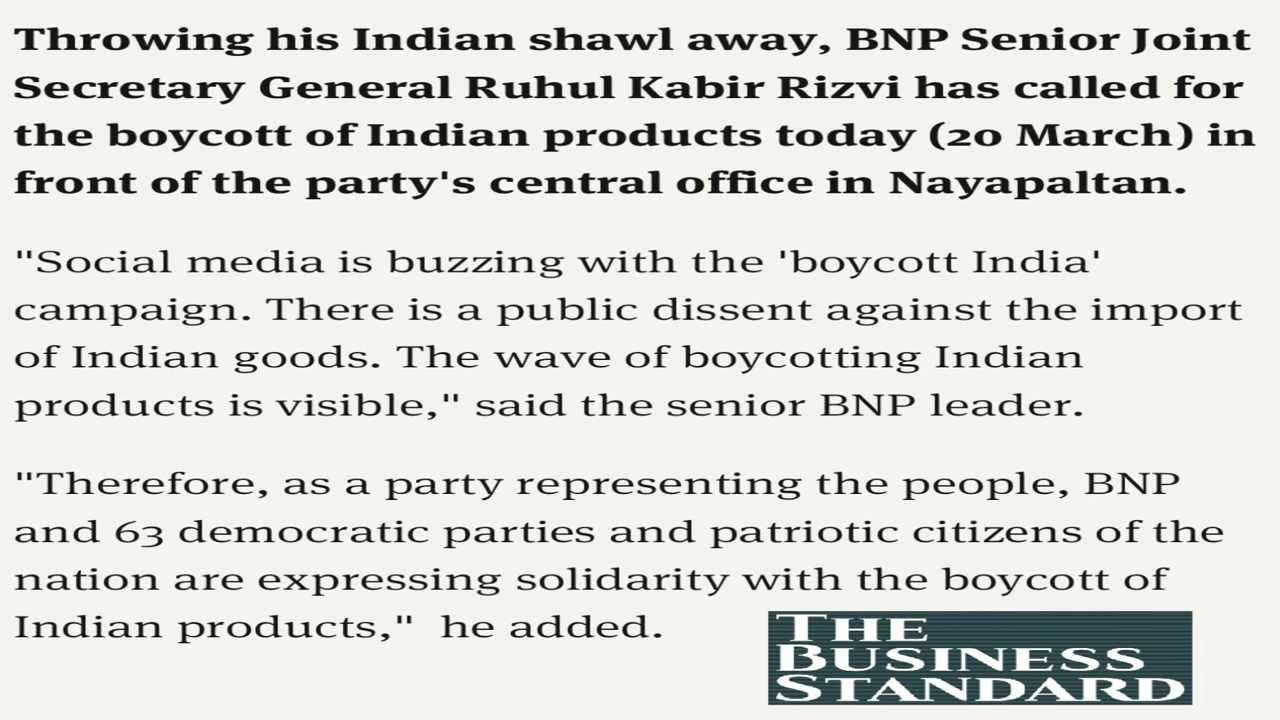 Throwing his Indian shawl away, BNP Senior Joint
Secretary General Ruhul Kabir Rizvi has called for
the boycott of Indian products today (20 March) in
front of the party's central office in Nayapaltan.
"Social media is buzzing with the 'boycott India'
campaign. There is a public dissent against the import
of Indian goods. The wave of boycotting Indian
products is visible," said the senior BNP leader.
"Therefore, as a party representing the people, BNP
and 63 democratic parties and patriotic citizens of the
nation are expressing solidarity with the boycott of
Indian products," he added.
THE
BUSINESS
STANDARD